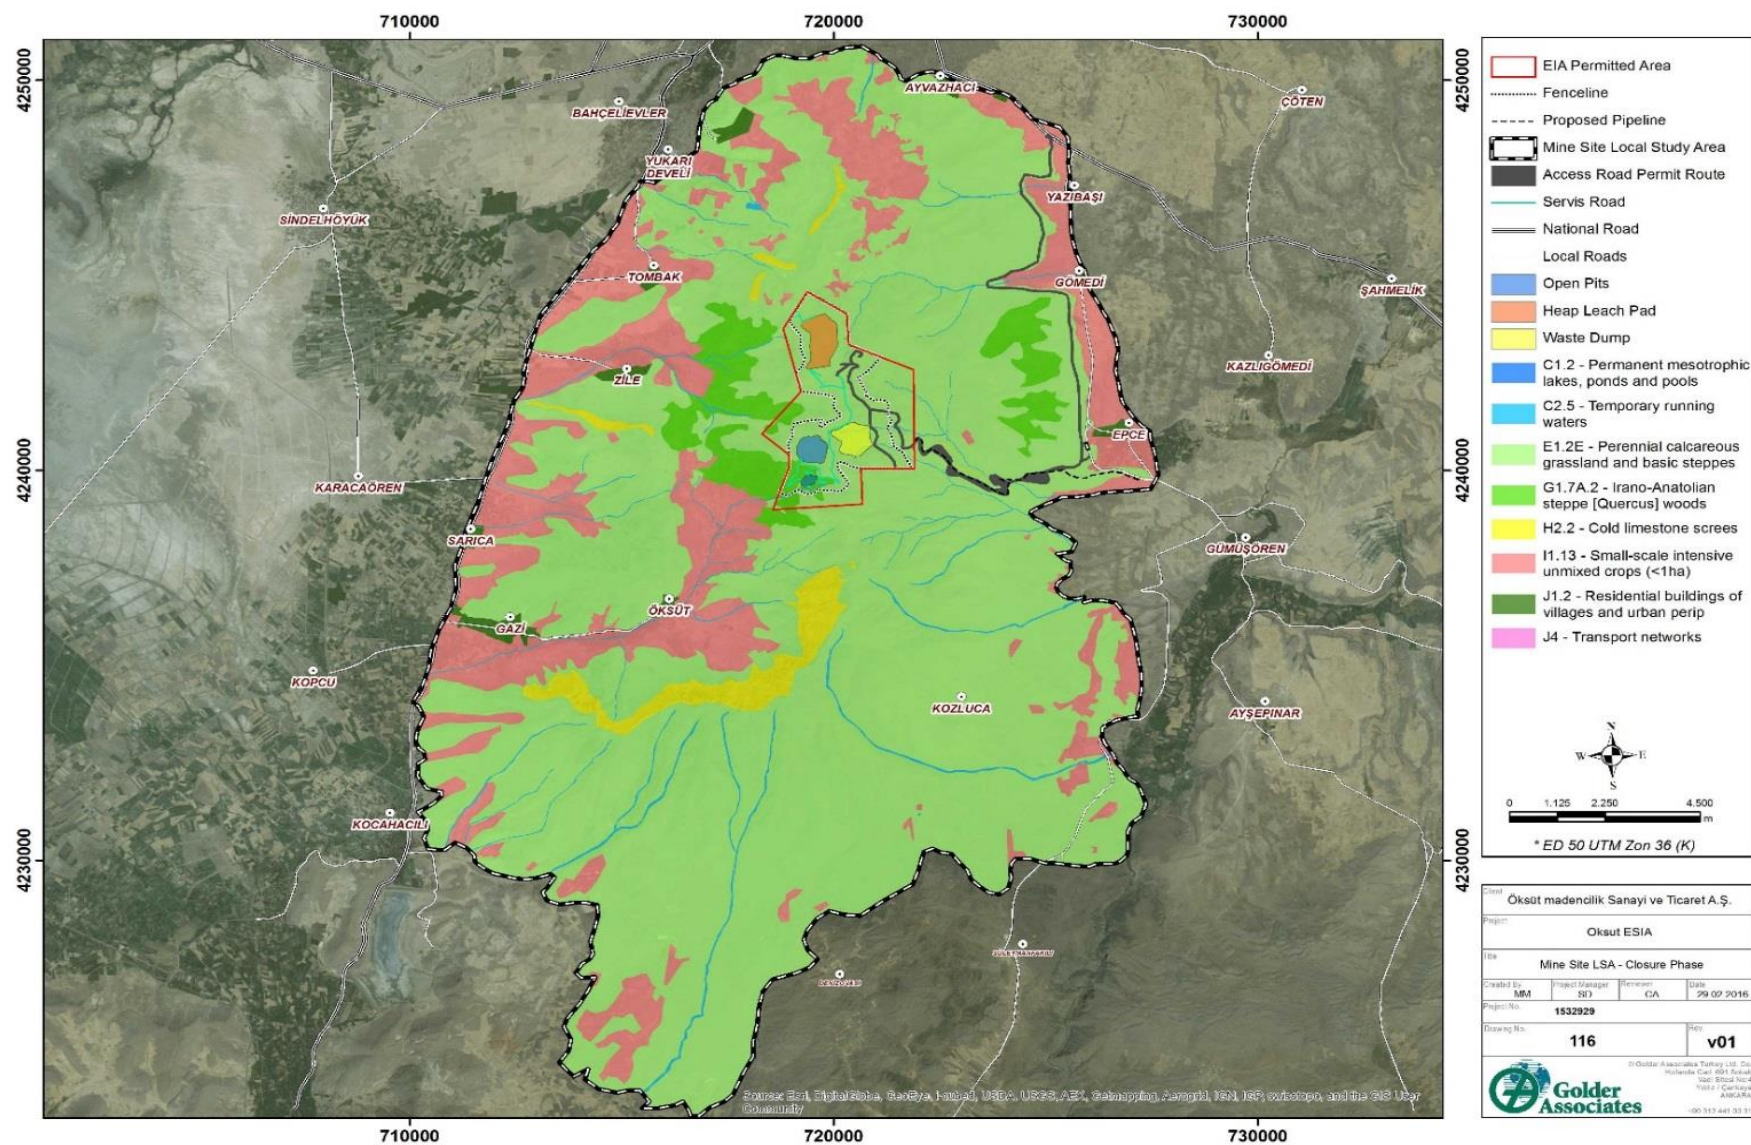 710000
720000
730000
4250000
4250000
AYVAZHACI
ÇÖTEN
BAHÇELİEVLER
YUKARI
DEVELİ
YAZIBAŞI
SİNDELHÖYÜK
TOMBAK
GÖMEDİ
ŞAHMELİK
ZİLE
KAZLIGÖMEDİ
EPCE
4240000
4240000
KARACAÖREN
SARICA
GÜMÜŞÖREN
ÖKSÜT
GAZİ
KOPCU
KOZLUCA
AYŞEPINAR
KOCAHACILI
4230000
4230000
Source: Esri, DigitalGlobe, GeoEye, i-cubed, USDA, USGS, AEX, Getmapping, Aerogrid, IGN, IGP, swisstopo, and the GIS User
Community
710000
720000
730000
EIA Permitted Area
Fenceline
Proposed Pipeline
Mine Site Local Study Area
Access Road Permit Route
Servis Road
National Road
Local Roads
Open Pits
Heap Leach Pad
Waste Dump
C1.2 - Permanent mesotrophic
lakes, ponds and pools
C2.5 - Temporary running
waters
E1.2E - Perennial calcareous
grassland and basic steppes
G1.7A.2 - Irano-Anatolian
steppe [Quercus] woods
H2.2 - Cold limestone screes
I1.13 - Small-scale intensive
unmixed crops (<1ha)
J1.2 - Residential buildings of
villages and urban perip
J4 - Transport networks
N
W E
S
0 1.125 2.250 4.500
m
* ED 50 UTM Zon 36 (K)
Client
Öksüt madencilik Sanayi ve Ticaret A.Ş.
Project
Oksut ESIA
Title
Mine Site LSA - Closure Phase
Created By Project Manager Reviewer Date
MM SD CA 29.02.2016
Project No.
1532929
Drawing No. Rev.
116 v01
Golder
Associates